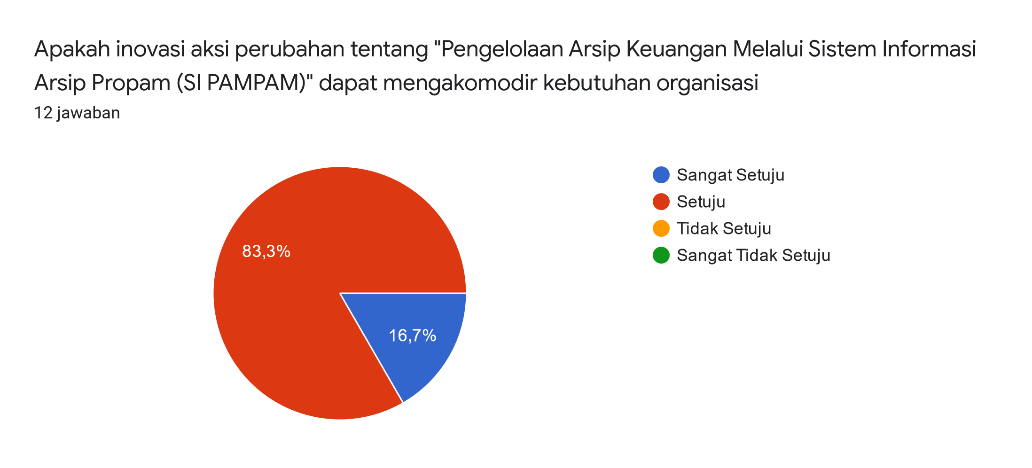 Apakah inovasi aksi perubahan tentang "Pengelolaan Arsip Keuangan Melalui Sistem Informasi
Arsip Propam (SI PAMPAM)" dapat mengakomodir kebutuhan organisasi
12 jawaban
Sangat Setuju
Setuju
Tidak Setuju
Sangat Tidak Setuju
83,3%
16,7%